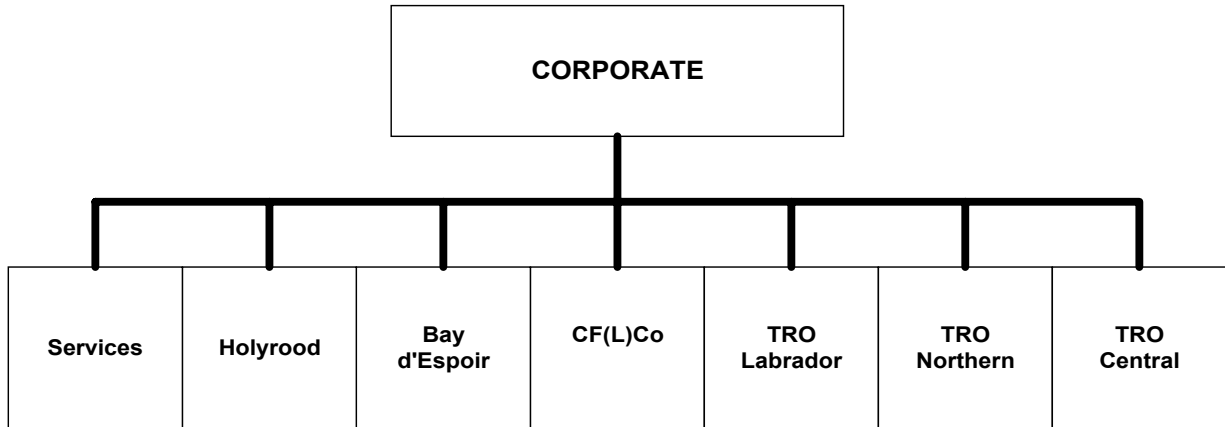 CORPORATE
Services
Holyrood
Bay
d'Espoir
CF(L)Co
TRO
Labrador
TRO
Northern
TRO
Central